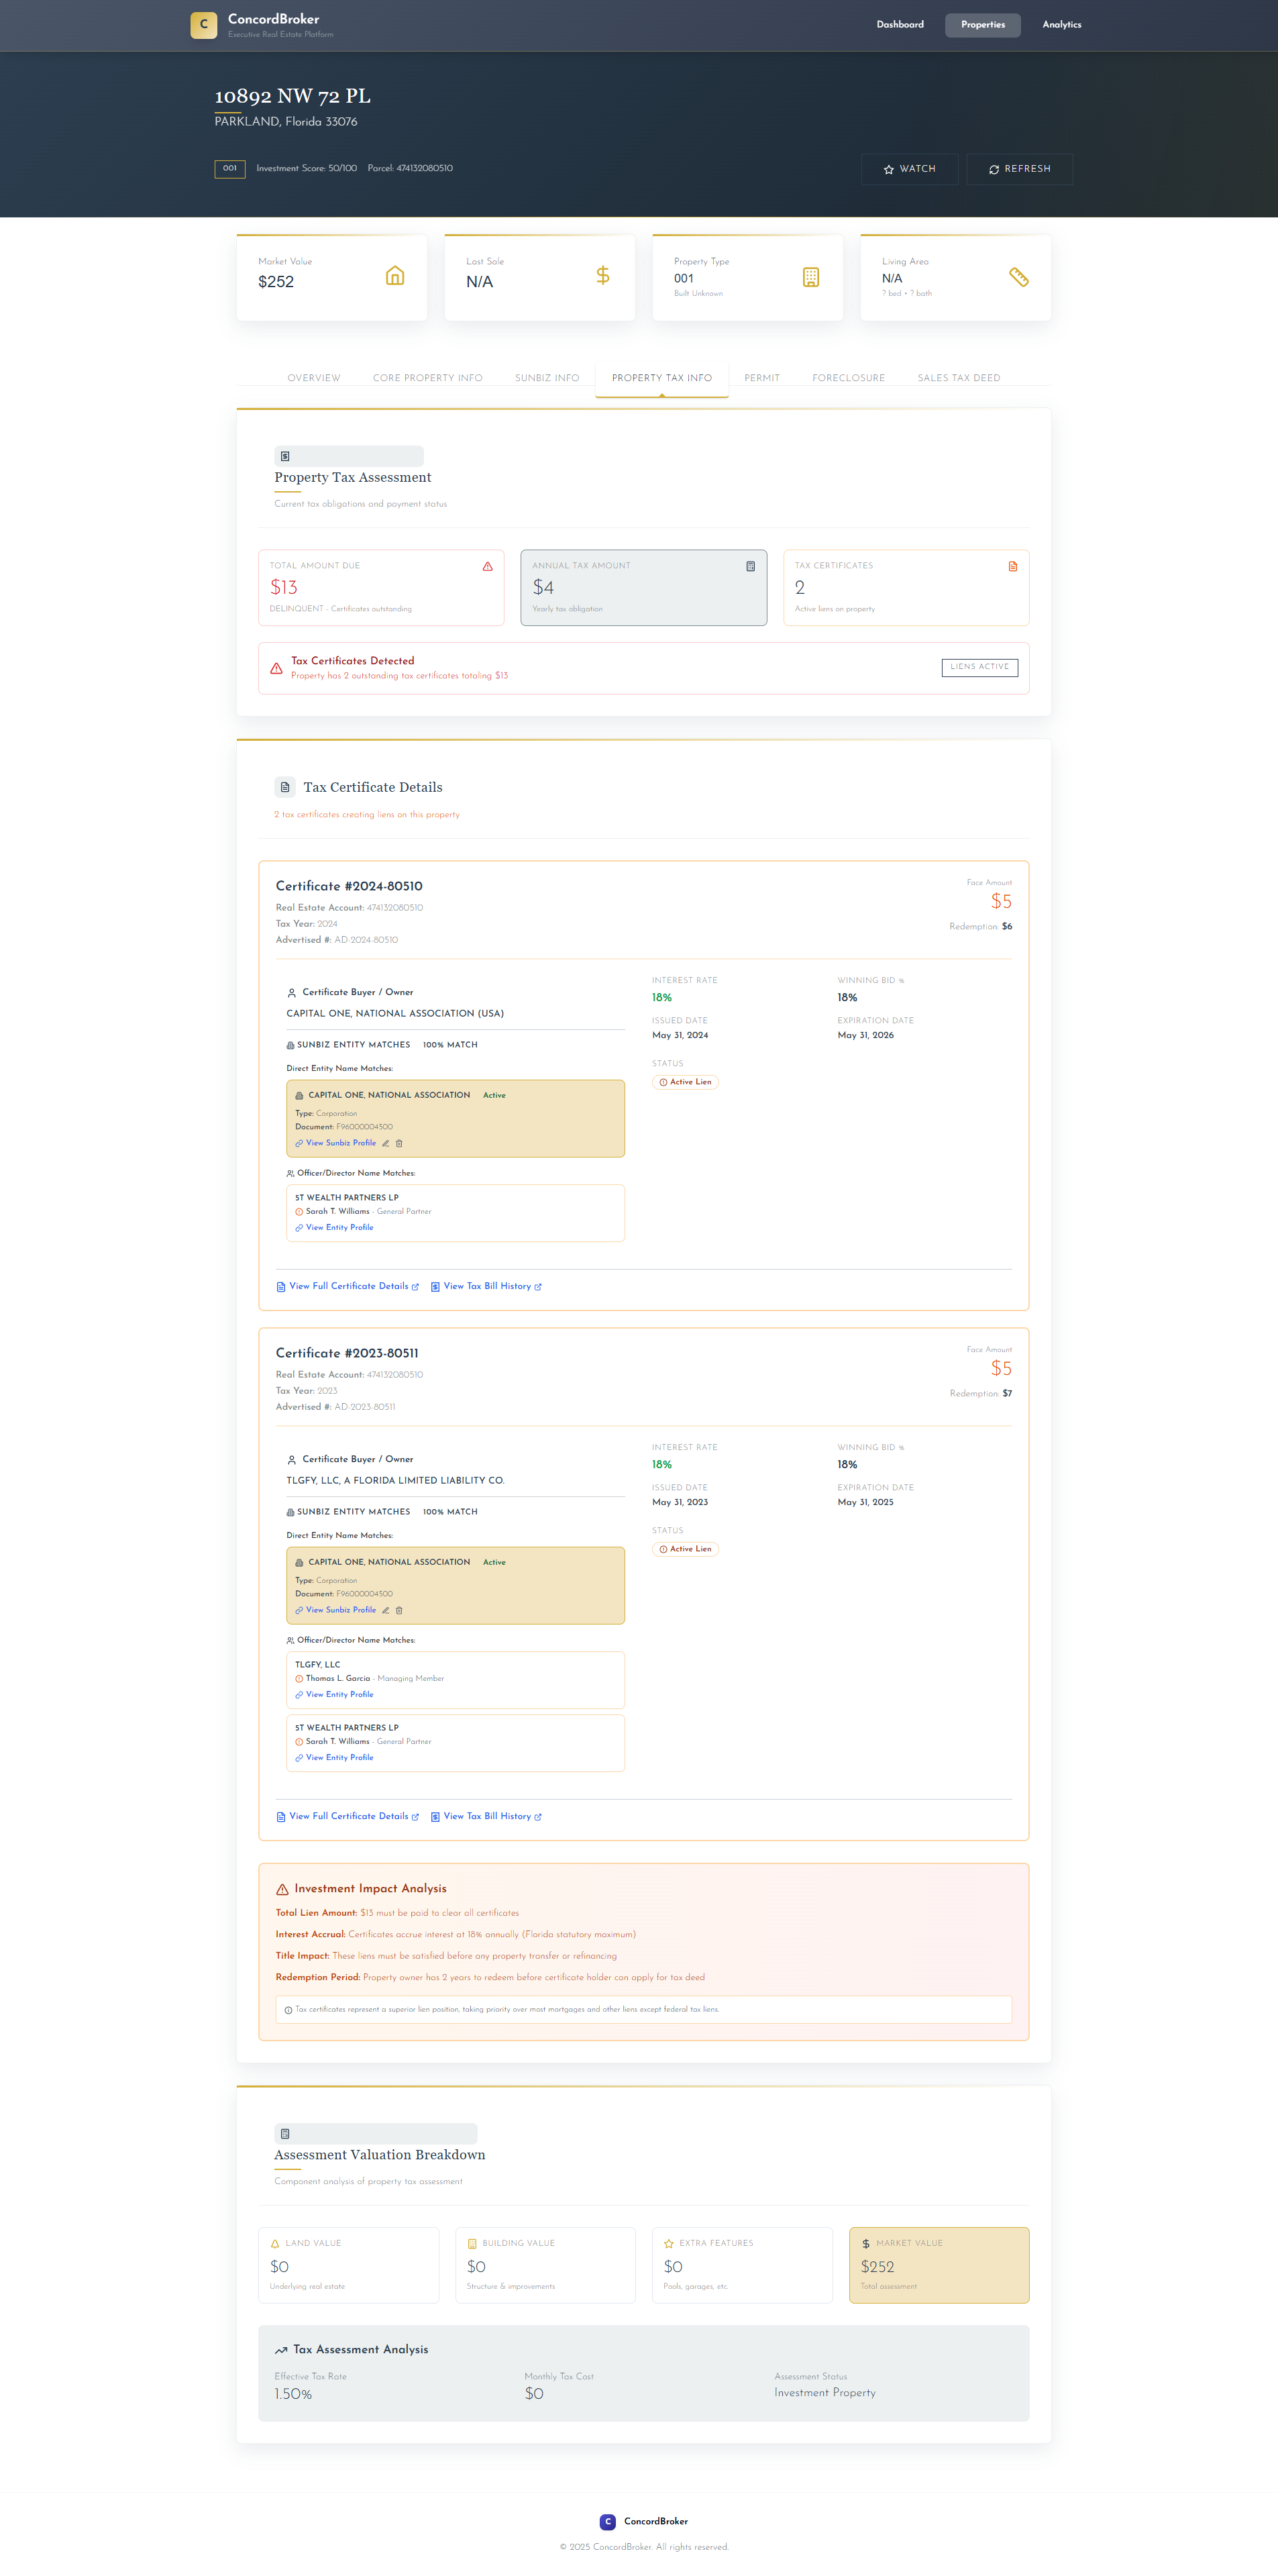 C
ConcordBroker
Executive Real Estate Platform
Dashboard
Properties
Analytics
10892 NW 72 PL
PARKLAND, Florida 33076
001
Investment Score: 50/100
Parcel: 474132080510
WATCH
REFRESH
Market Value
$252
Last Sale
N/A
Property Type
001
Built Unknown
Living Area
N/A
? bed • ? bath
OVERVIEW
CORE PROPERTY INFO
SUNBIZ INFO
PROPERTY TAX INFO
PERMIT
FORECLOSURE
SALES TAX DEED
Property Tax Assessment
Current tax obligations and payment status
TOTAL AMOUNT DUE
$13
DELINQUENT - Certificates outstanding
ANNUAL TAX AMOUNT
$4
Yearly tax obligation
TAX CERTIFICATES
2
Active liens on property
Tax Certificates Detected
Property has 2 outstanding tax certificates totaling $13
LIENS ACTIVE
Tax Certificate Details
2 tax certificates creating liens on this property
Certificate #2024-80510
Real Estate Account: 474132080510
Tax Year: 2024
Advertised #: AD-2024-80510
Face Amount
$5
Redemption: $6
Certificate Buyer / Owner
CAPITAL ONE, NATIONAL ASSOCIATION (USA)
SUNBIZ ENTITY MATCHES 100% MATCH
Direct Entity Name Matches:
CAPITAL ONE, NATIONAL ASSOCIATION Active
Type: Corporation
Document: F96000004500
View Sunbiz Profile
Officer/Director Name Matches:
5T WEALTH PARTNERS LP
Sarah T. Williams - General Partner
View Entity Profile
INTEREST RATE
18%
WINNING BID %
18%
ISSUED DATE
May 31, 2024
EXPIRATION DATE
May 31, 2026
STATUS
Active Lien
View Full Certificate Details
View Tax Bill History
Certificate #2023-80511
Real Estate Account: 474132080510
Tax Year: 2023
Advertised #: AD-2023-80511
Face Amount
$5
Redemption: $7
Certificate Buyer / Owner
TLGFY, LLC, A FLORIDA LIMITED LIABILITY CO.
SUNBIZ ENTITY MATCHES 100% MATCH
Direct Entity Name Matches:
CAPITAL ONE, NATIONAL ASSOCIATION Active
Type: Corporation
Document: F96000004500
View Sunbiz Profile
Officer/Director Name Matches:
TLGFY, LLC
Thomas L. Garcia - Managing Member
View Entity Profile
5T WEALTH PARTNERS LP
Sarah T. Williams - General Partner
View Entity Profile
INTEREST RATE
18%
WINNING BID %
18%
ISSUED DATE
May 31, 2023
EXPIRATION DATE
May 31, 2025
STATUS
Active Lien
View Full Certificate Details
View Tax Bill History
Investment Impact Analysis
Total Lien Amount: $13 must be paid to clear all certificates
Interest Accrual: Certificates accrue interest at 18% annually (Florida statutory maximum)
Title Impact: These liens must be satisfied before any property transfer or refinancing
Redemption Period: Property owner has 2 years to redeem before certificate holder can apply for tax deed
Tax certificates represent a superior lien position, taking priority over most mortgages and other liens except federal tax liens.
Assessment Valuation Breakdown
Component analysis of property tax assessment
LAND VALUE
$0
Underlying real estate
BUILDING VALUE
$0
Structure & improvements
EXTRA FEATURES
$0
Pools, garages, etc.
MARKET VALUE
$252
Total assessment
Tax Assessment Analysis
Effective Tax Rate
1.50%
Monthly Tax Cost
$0
Assessment Status
Investment Property
C
ConcordBroker
© 2025 ConcordBroker. All rights reserved.